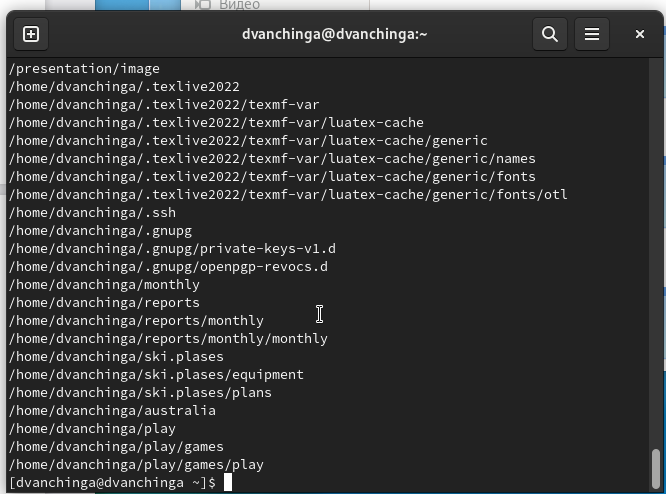 Видео
dvanchinga@dvanchinga:~
/presentation/image
/home/dvanchinga/.texlive2022
/home/dvanchinga/.texlive2022/texmf-var
/home/dvanchinga/.texlive2022/texmf-var/luatex-cache
/home/dvanchinga/.texlive2022/texmf-var/luatex-cache/generic
/home/dvanchinga/.texlive2022/texmf-var/luatex-cache/generic/names
/home/dvanchinga/.texlive2022/texmf-var/luatex-cache/generic/fonts
/home/dvanchinga/.texlive2022/texmf-var/luatex-cache/generic/fonts/otl
/home/dvanchinga/.ssh
/home/dvanchinga/.gnupg
/home/dvanchinga/.gnupg/private-keys-v1.d
/home/dvanchinga/.gnupg/openpgp-revocs.d
/home/dvanchinga/monthly
/home/dvanchinga/reports
/home/dvanchinga/reports/monthly
/home/dvanchinga/reports/monthly/monthly
/home/dvanchinga/ski.plases
/home/dvanchinga/ski.plases/equipment
/home/dvanchinga/ski.plases/plans
/home/dvanchinga/australia
/home/dvanchinga/play
/home/dvanchinga/play/games
/home/dvanchinga/play/games/play
[dvanchinga@dvanchinga ~]$